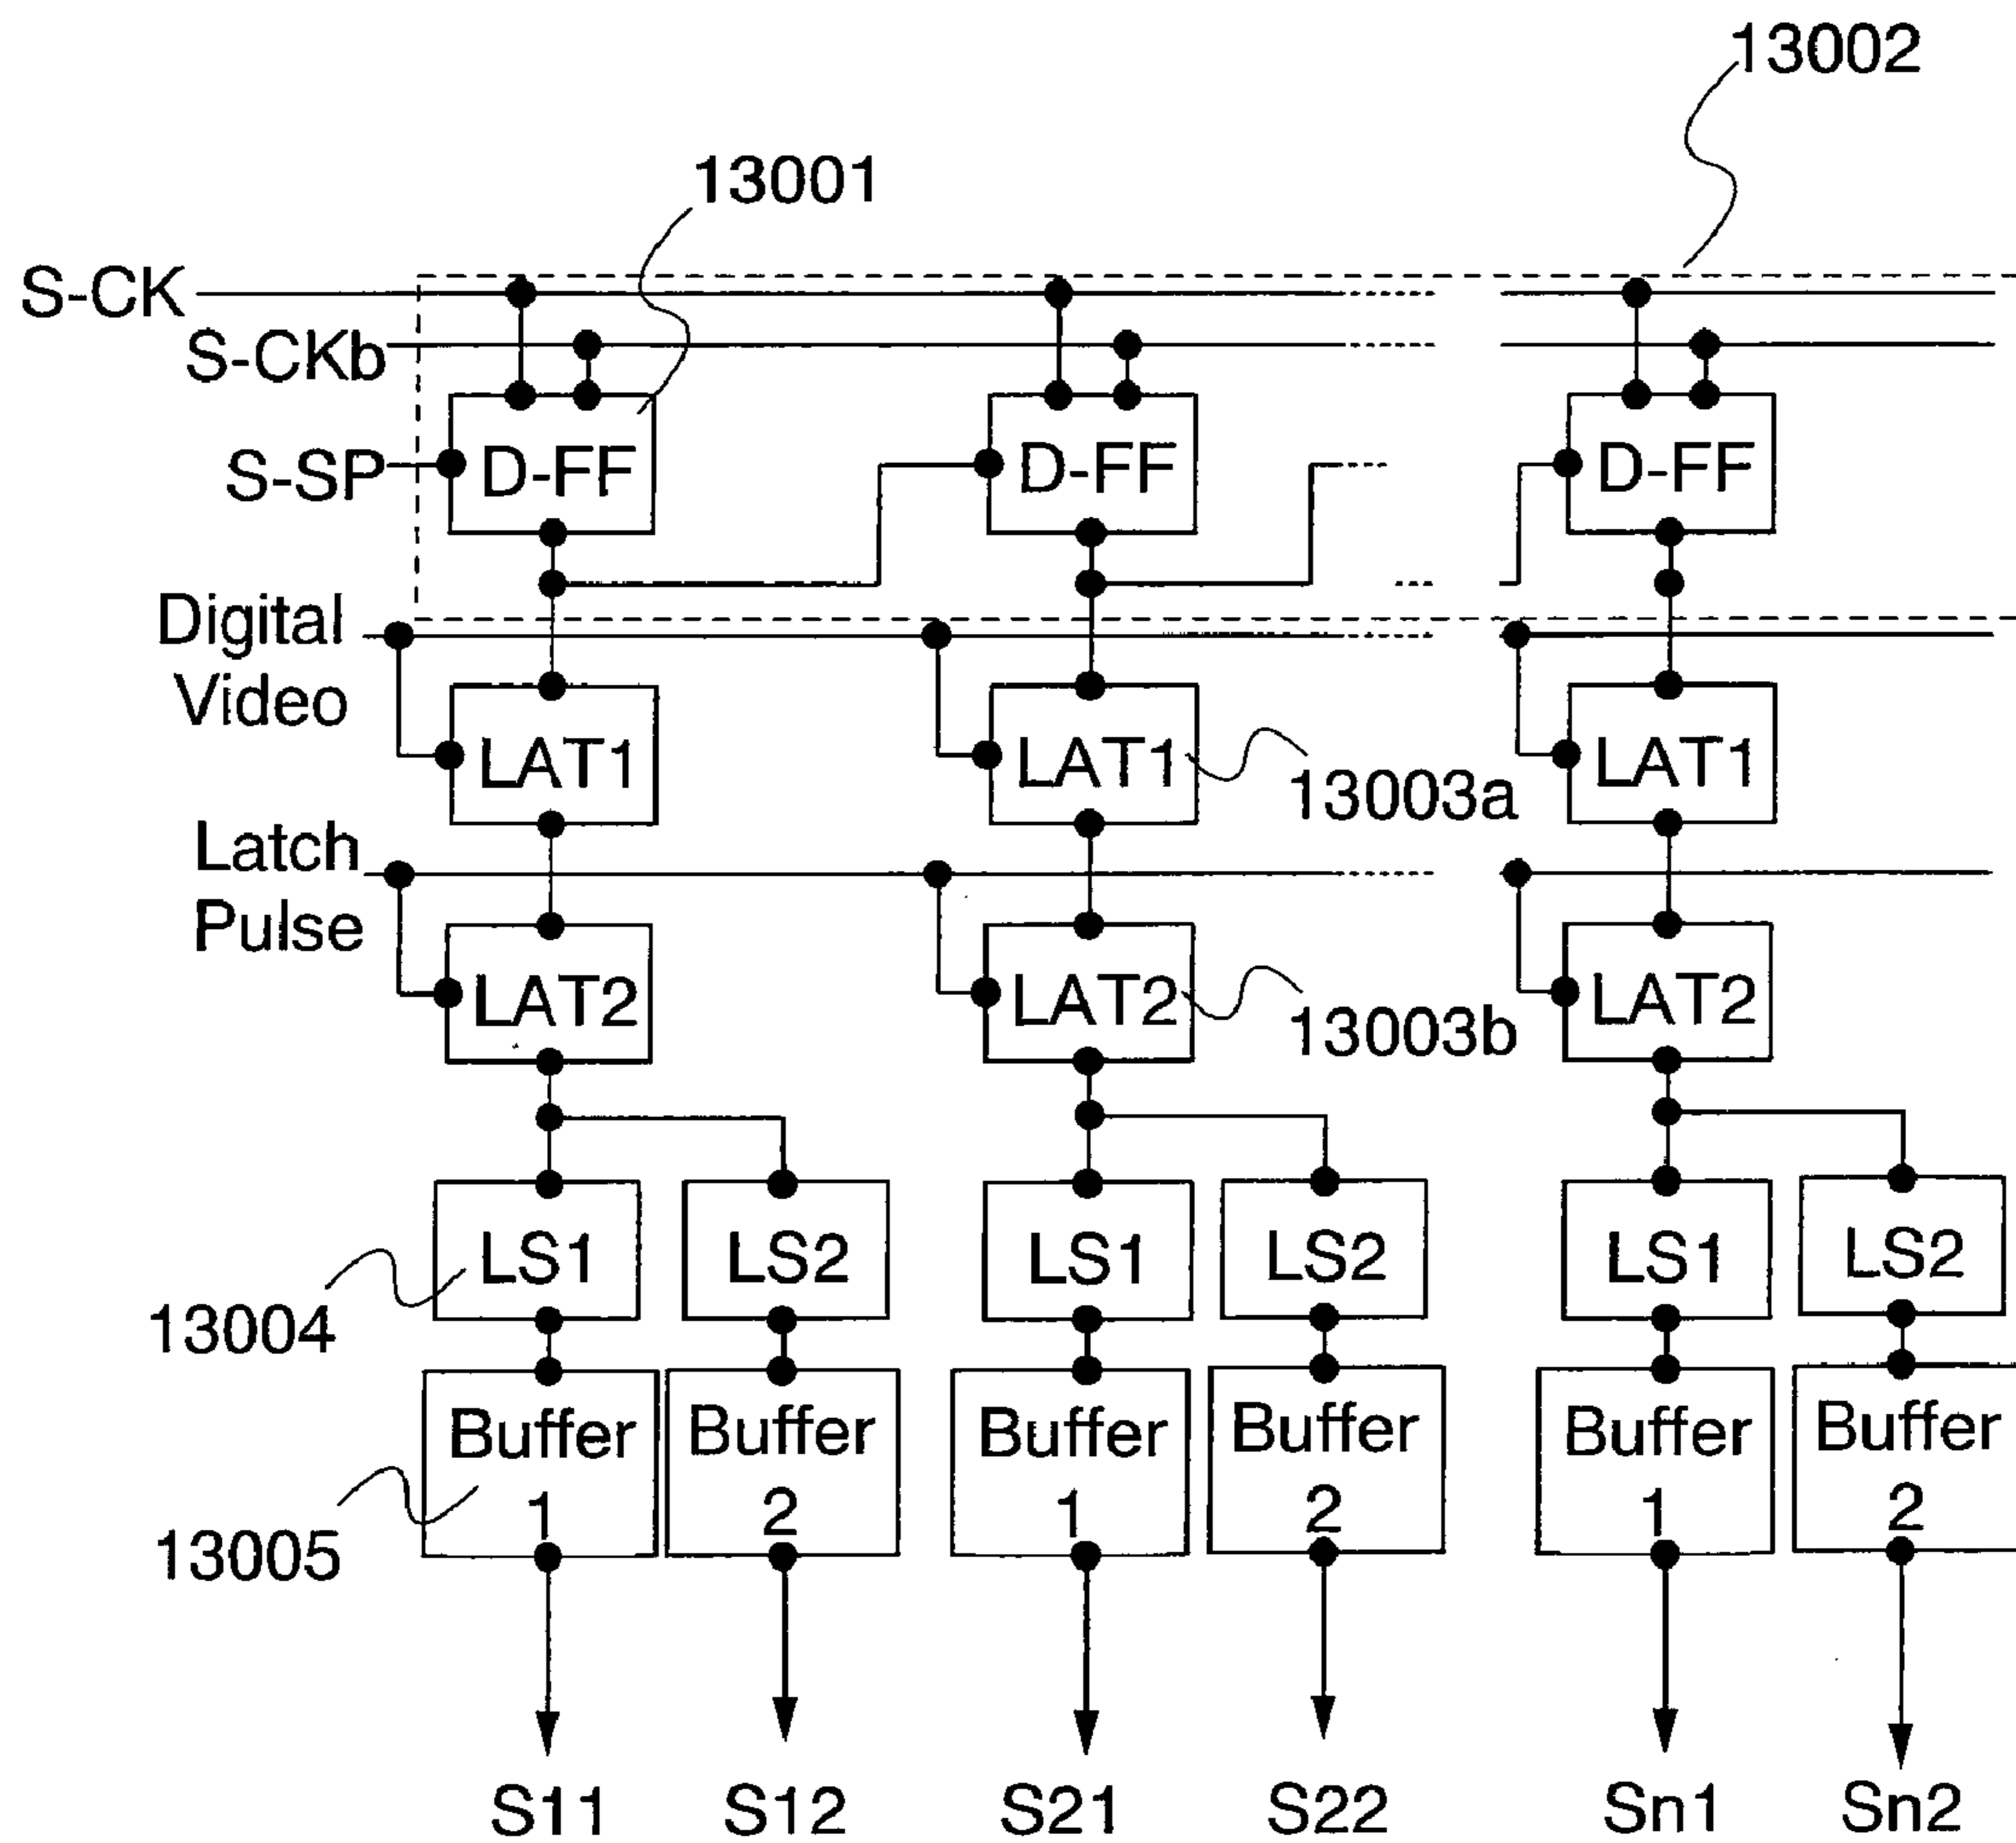 13002
13001
S-CK
S-CKb
S-SP
D-FF
D-FF
D-FF
Digital
Video
LAT1
LAT1
LAT1
13003a
Latch
Pulse
LAT2
LAT2
LAT2
13003b
LS1
LS2
LS1
LS2
LS1
LS2
13004
Buffer
1
Buffer
2
Buffer
1
Buffer
2
Buffer
1
Buffer
2
13005
S11
S12
S21
S22
Sn1
Sn2